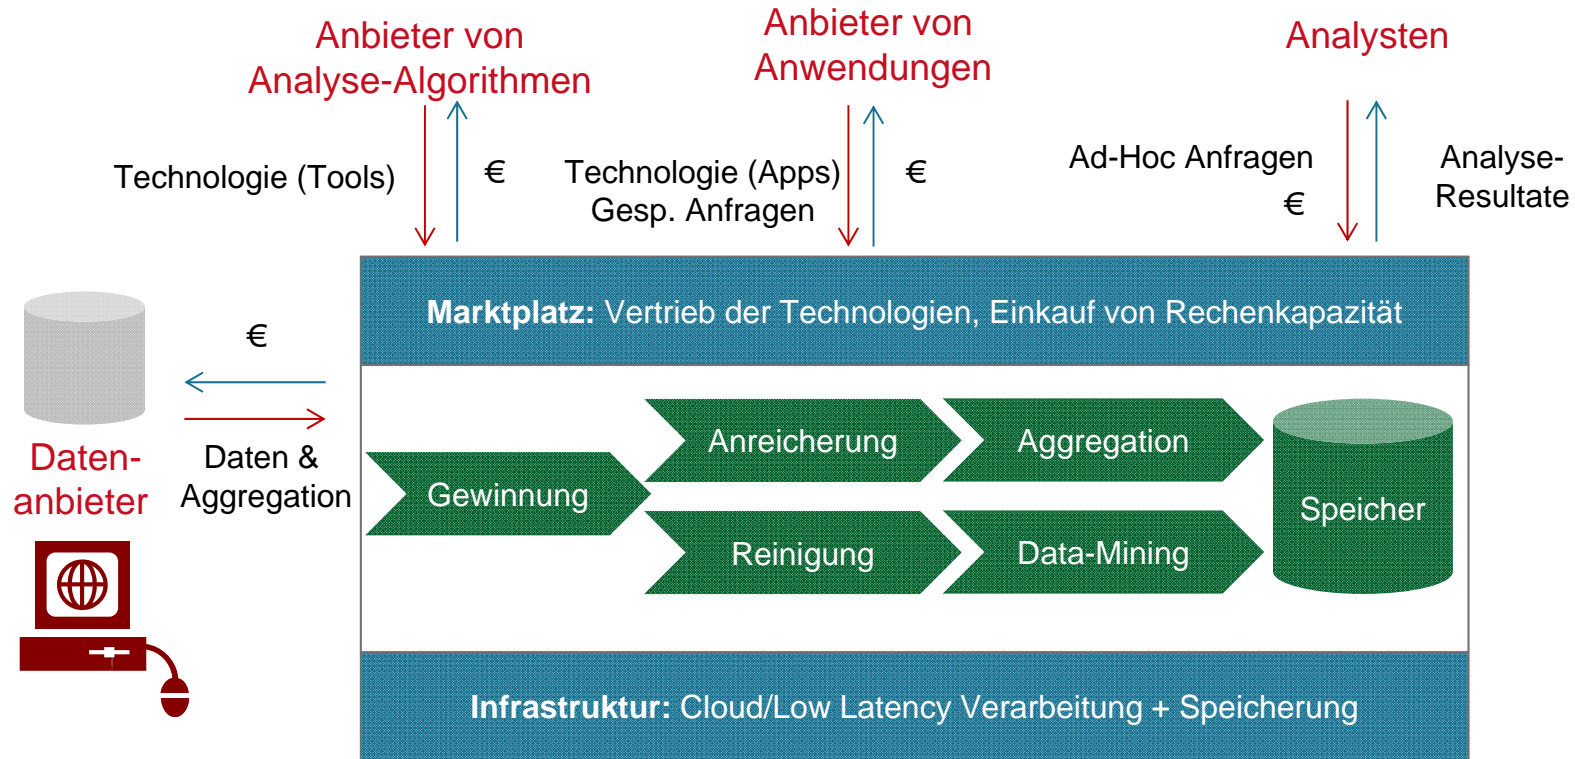 Anbieter von
Analyse-Algorithmen
Anbieter von
Anwendungen
Analysten
Technologie (Tools)
€
Technologie (Apps)
Gesp. Anfragen
€
Ad-Hoc Anfragen
€
Analyse-
Resultate
Marktplatz: Vertrieb der Technologien, Einkauf von Rechenkapazität
€
Daten-
anbieter
Daten &
Aggregation
Gewinnung
Anreicherung
Aggregation
Reinigung
Data-Mining
Speicher
Infrastruktur: Cloud/Low Latency Verarbeitung + Speicherung